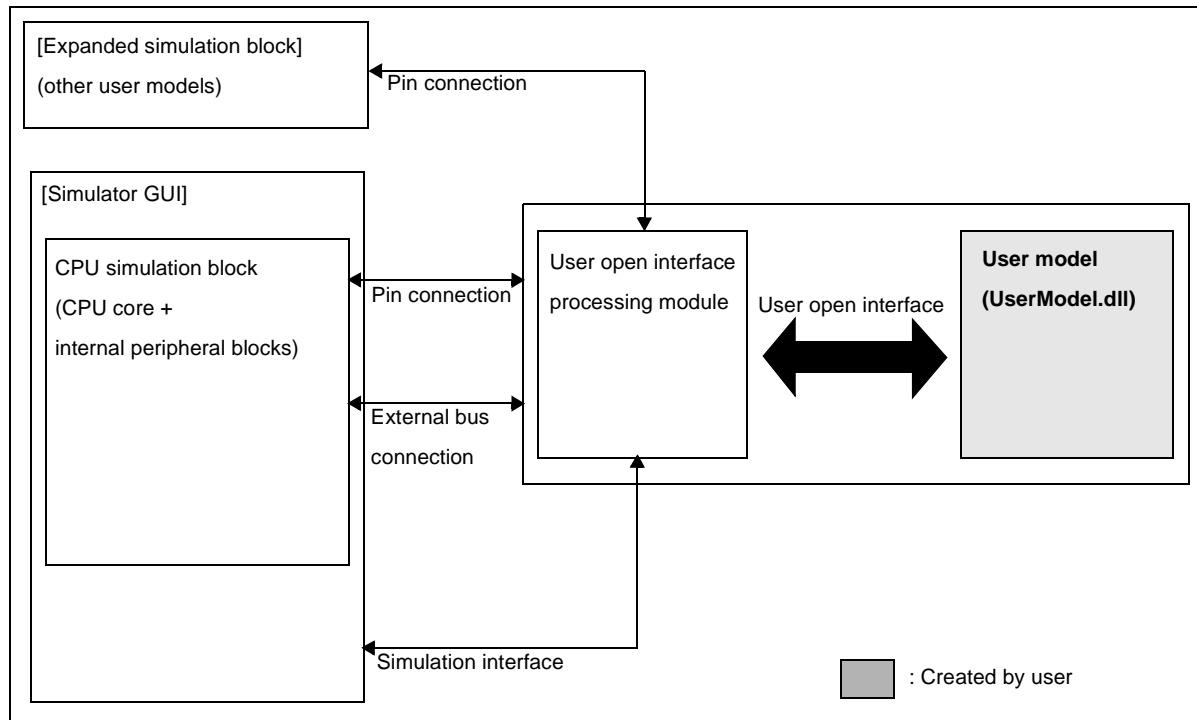 [Expanded simulation block]
(other user models)
Pin connection
[Simulator GUI]
CPU simulation block
(CPU core +
internal peripheral blocks)
Pin connection
External bus
connection
User open interface
processing module
User open interface
User model
(UserModel.dll)
Simulation interface
: Created by user